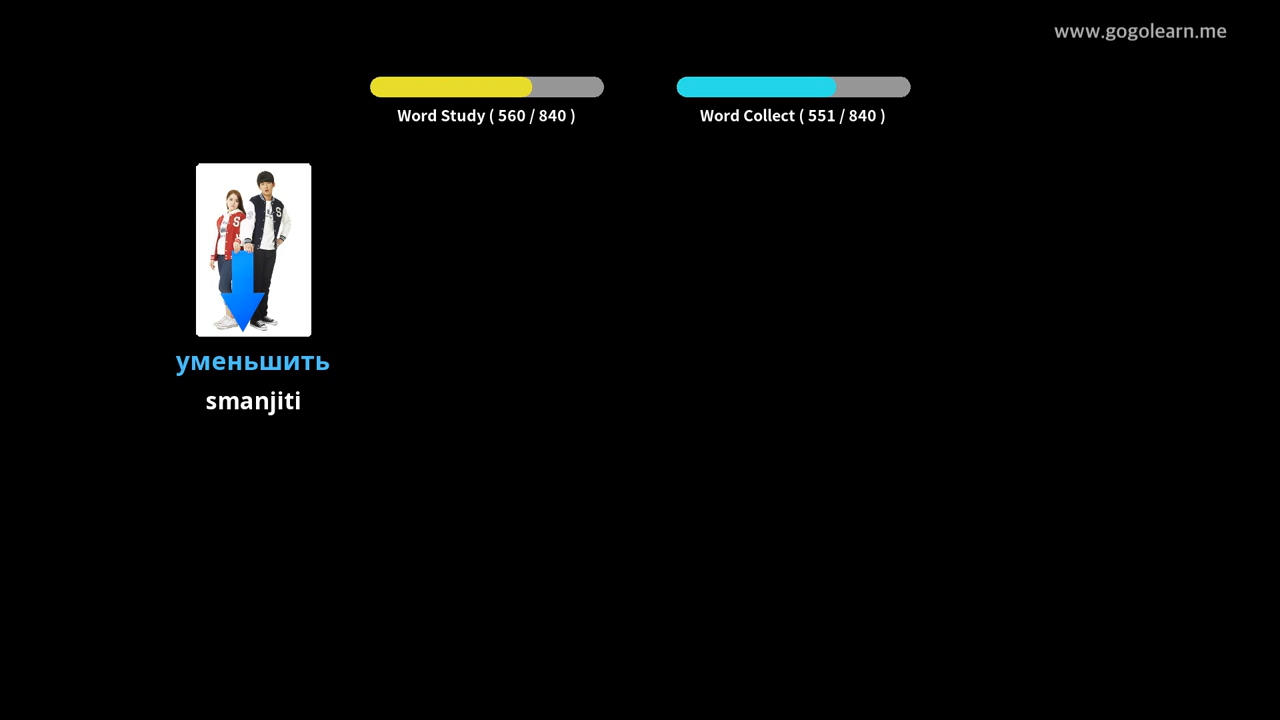 www.gogolearn.me
Word Study ( 560 / 840 )
Word Collect ( 551 / 840 )
S
S
уменьшить
smanjiti